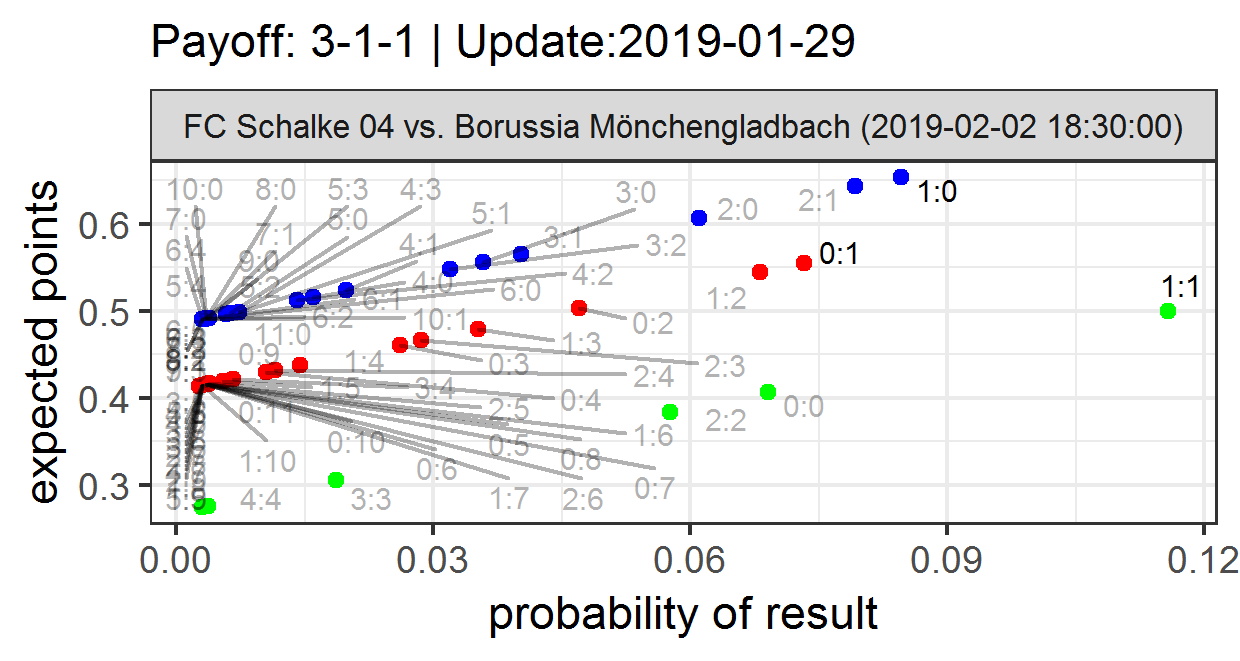 Payoff: 3-1-1 | Update:2019-01-29
FC Schalke 04 vs. Borussia Mönchengladbach (2019-02-02 18:30:00)
expected points
0.6
0.5
0.4
0.3
10:0 8:0 5:3 4:3 3:0 2:1 1:0
7:0 5:0 5:1 2:0
7:1 4:1 3:1 3:2 0:1
6:4 9:0
5:4 5:2 4:0 4:2 1:1
6:1 6:0 1:2
11:0 6:2 10:1 0:2
0:9 1:4 0:3 1:3 2:3
1:5 3:4 2:4
0:11 2:5 0:4 2:2 0:0
0:10 0:5 1:6
1:10 0:6 0:8
4:4 3:3 1:7 2:6 0:7
0.00 0.03 0.06 0.09 0.12
probability of result